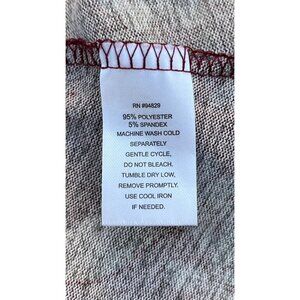 RN #94829
95% POLYESTER
5% SPANDEX
MACHINE WASH COLD
SEPARATELY
GENTLE CYCLE,
DO NOT BLEACH.
TUMBLE DRY LOW,
REMOVE PROMPTLY.
USE COOL IRON
IF NEEDED.